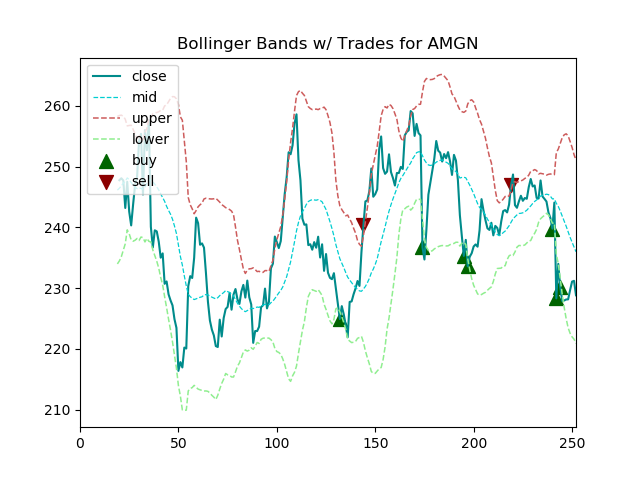 Bollinger Bands w/ Trades for AMGN
close
mid
upper
lower
buy
sell
260
250
240
230
220
210
0 50 100 150 200 250